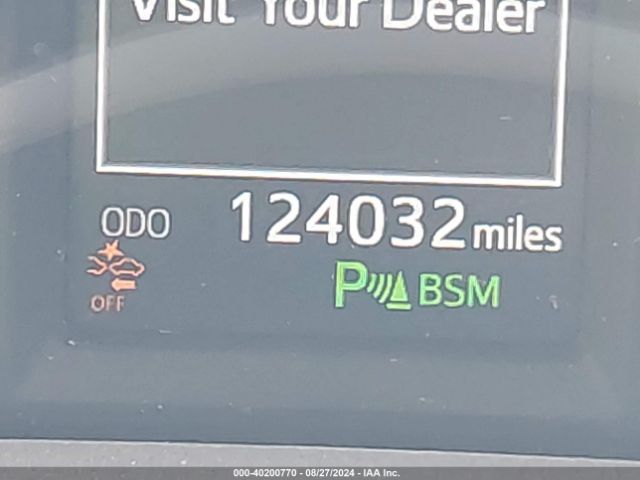 Visit Your Dealer
ODO 124032 miles
OFF P BSM
000-40200770 - 08/27/2024 - IAA Inc.